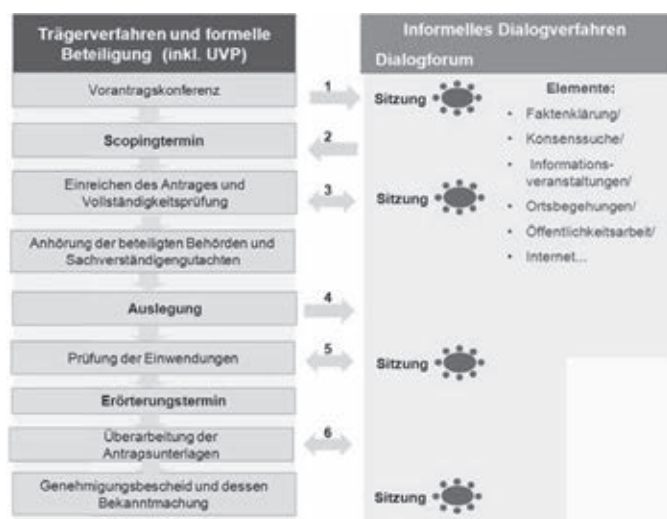 Trägerverfahren und formelle
Beteiligung (inkl. UVP)
Vorantragskonferenz
Scopingtermin
Einreichen des Antrages und
Vollständigkeitsprüfung
Anhörung der beteiligten Behörden und
Sachverständigengutachten
Auslegung
Prüfung der Einwendungen
Erörterungstermin
Überarbeitung der
Antragsunterlagen
Genehmigungsbescheid und dessen
Bekanntmachung
1
2
3
4
5
6
Informelles Dialogverfahren
Dialogforum
Sitzung
Sitzung
Sitzung
Sitzung
Elemente:
• Faktenklärung/
• Konsenssuche/
• Informations-
veranstaltungen/
• Ortsbegehungen/
• Öffentlichkeitsarbeit/
• Internet...